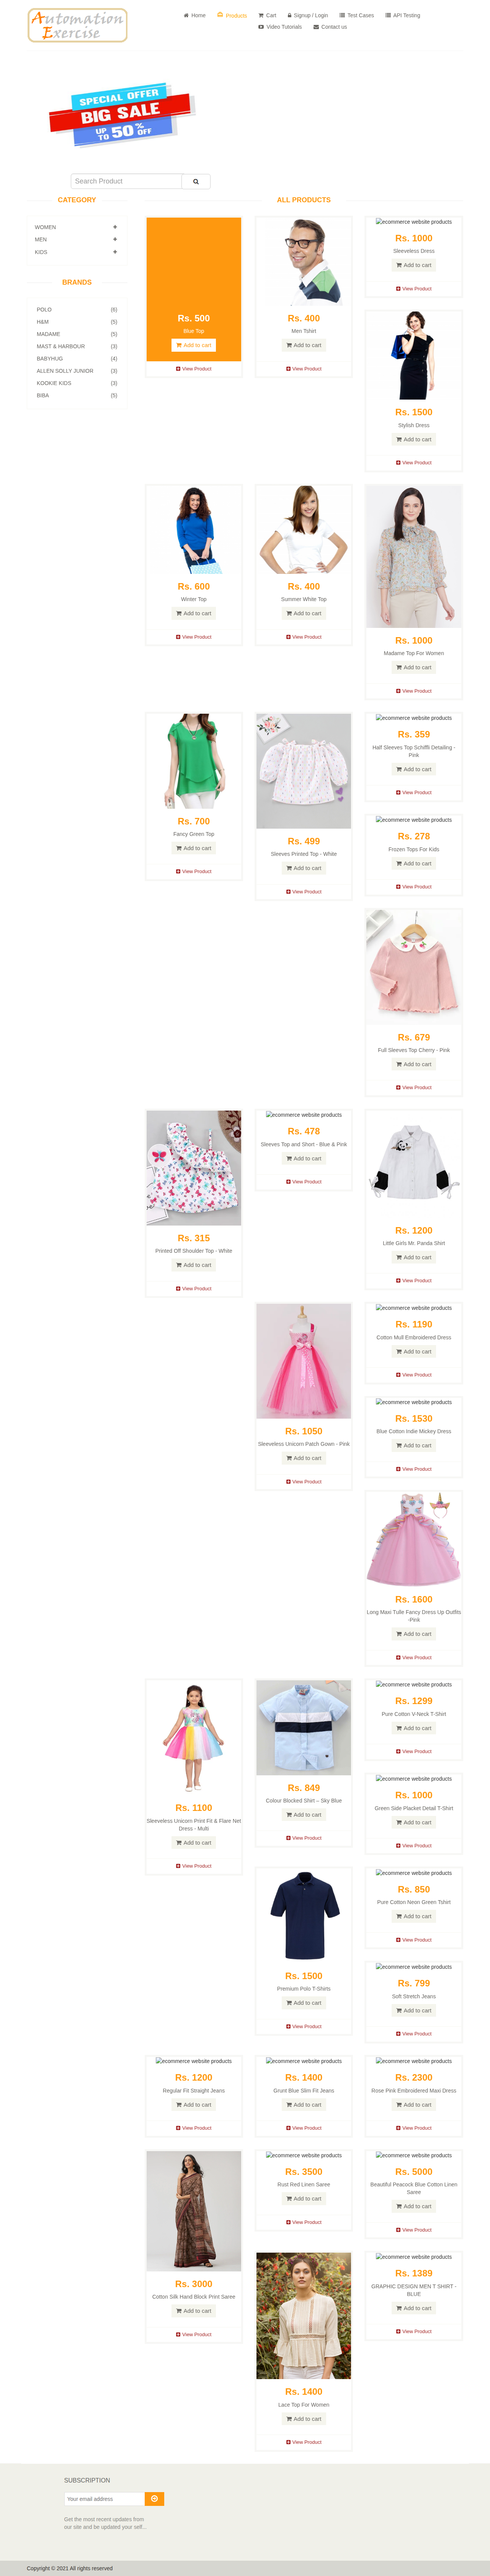 Automation
Exercise
Home
Products
Cart
Signup / Login
Test Cases
API Testing
Video Tutorials
Contact us
SPECIAL OFFER
BIG SALE
UP TO 50% OFF
Search Product
CATEGORY
WOMEN
MEN
KIDS
BRANDS
POLO (6)
H&M (5)
MADAME (5)
MAST & HARBOUR (3)
BABYHUG (4)
ALLEN SOLLY JUNIOR (3)
KOOKIE KIDS (3)
BIBA (5)
ALL PRODUCTS
Rs. 500
Blue Top
Add to cart
View Product
Rs. 400
Men Tshirt
Add to cart
View Product
ecommerce website products
Rs. 1000
Sleeveless Dress
Add to cart
View Product
Rs. 1500
Stylish Dress
Add to cart
View Product
Rs. 600
Winter Top
Add to cart
View Product
Rs. 400
Summer White Top
Add to cart
View Product
Rs. 1000
Madame Top For Women
Add to cart
View Product
Rs. 700
Fancy Green Top
Add to cart
View Product
Rs. 499
Sleeves Printed Top - White
Add to cart
View Product
ecommerce website products
Rs. 359
Half Sleeves Top Schiffli Detailing -
Pink
Add to cart
View Product
ecommerce website products
Rs. 278
Frozen Tops For Kids
Add to cart
View Product
Rs. 679
Full Sleeves Top Cherry - Pink
Add to cart
View Product
Rs. 315
Printed Off Shoulder Top - White
Add to cart
View Product
ecommerce website products
Rs. 478
Sleeves Top and Short - Blue & Pink
Add to cart
View Product
Rs. 1200
Little Girls Mr. Panda Shirt
Add to cart
View Product
Rs. 1050
Sleeveless Unicorn Patch Gown - Pink
Add to cart
View Product
ecommerce website products
Rs. 1190
Cotton Mull Embroidered Dress
Add to cart
View Product
ecommerce website products
Rs. 1530
Blue Cotton Indie Mickey Dress
Add to cart
View Product
Rs. 1600
Long Maxi Tulle Fancy Dress Up Outfits
-Pink
Add to cart
View Product
Rs. 1100
Sleeveless Unicorn Print Fit & Flare Net
Dress - Multi
Add to cart
View Product
Rs. 849
Colour Blocked Shirt – Sky Blue
Add to cart
View Product
ecommerce website products
Rs. 1299
Pure Cotton V-Neck T-Shirt
Add to cart
View Product
ecommerce website products
Rs. 1000
Green Side Placket Detail T-Shirt
Add to cart
View Product
Rs. 1500
Premium Polo T-Shirts
Add to cart
View Product
ecommerce website products
Rs. 850
Pure Cotton Neon Green Tshirt
Add to cart
View Product
ecommerce website products
Rs. 799
Soft Stretch Jeans
Add to cart
View Product
ecommerce website products
Rs. 1200
Regular Fit Straight Jeans
Add to cart
View Product
ecommerce website products
Rs. 1400
Grunt Blue Slim Fit Jeans
Add to cart
View Product
ecommerce website products
Rs. 2300
Rose Pink Embroidered Maxi Dress
Add to cart
View Product
Rs. 3000
Cotton Silk Hand Block Print Saree
Add to cart
View Product
ecommerce website products
Rs. 3500
Rust Red Linen Saree
Add to cart
View Product
ecommerce website products
Rs. 5000
Beautiful Peacock Blue Cotton Linen
Saree
Add to cart
View Product
Rs. 1400
Lace Top For Women
Add to cart
View Product
ecommerce website products
Rs. 1389
GRAPHIC DESIGN MEN T SHIRT -
BLUE
Add to cart
View Product
SUBSCRIPTION
Your email address
Get the most recent updates from
our site and be updated your self...
Copyright © 2021 All rights reserved